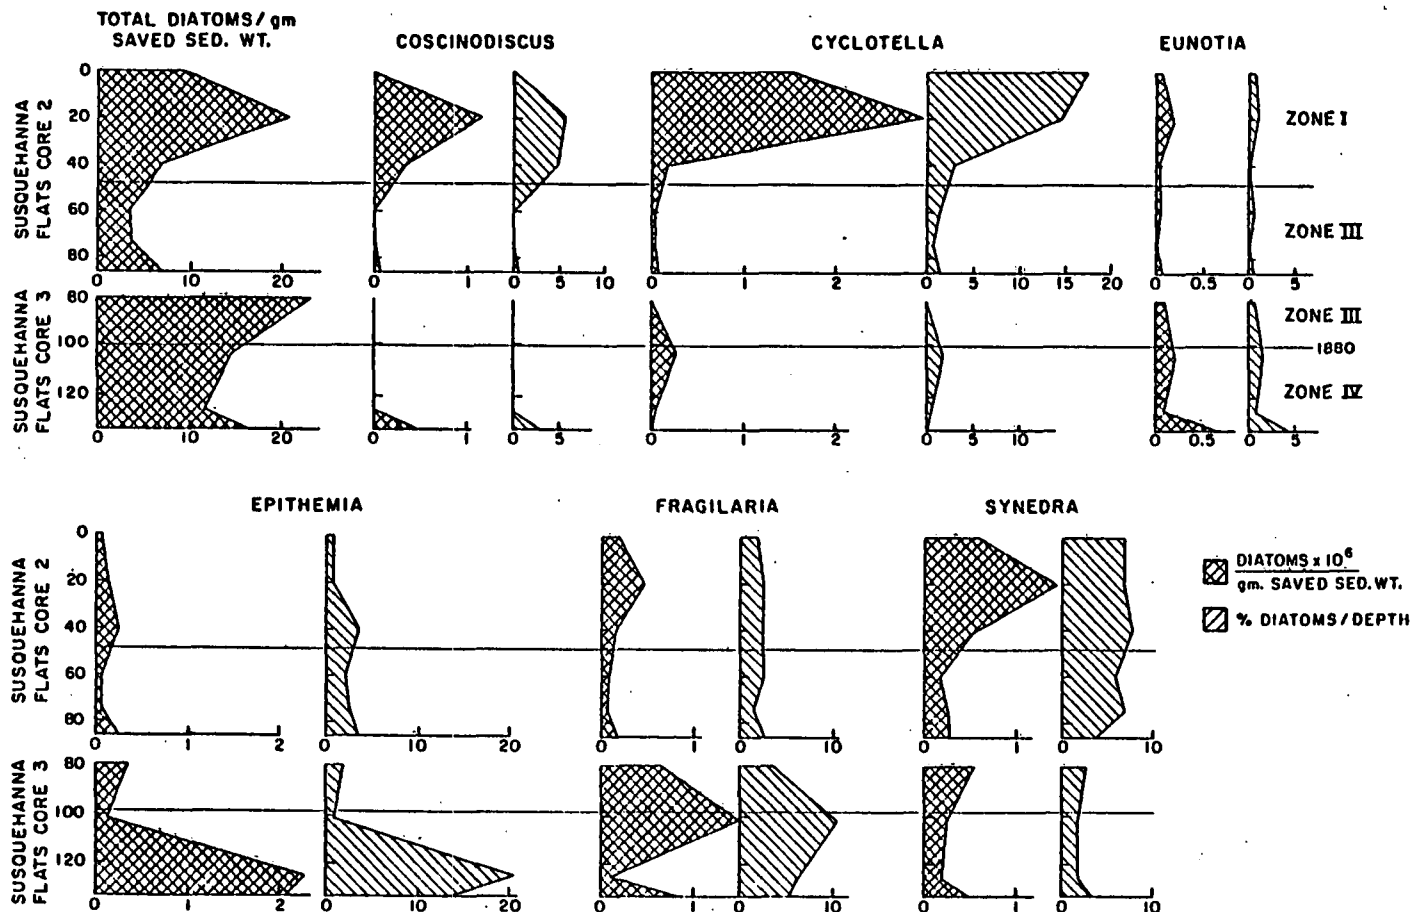 TOTAL DIATOMS/gm
SAVED SED. WT.
COSCINODISCUS
CYCLOTELLA
EUNOTIA
SUSQUEHANNA
FLATS CORE 2
0
20
40
60
80
0 10 20
0 1
0 5 10
0 1 2
0 5 10 15 20
0 0.5
0 5
ZONE I
ZONE III
SUSQUEHANNA
FLATS CORE 3
80
100
120
0 10 20
0 1
0 5
0 1 2
0 5 10
0 0.5
0 5
ZONE III
1880
ZONE IV
EPITHEMIA
FRAGILARIA
SYNEDRA
SUSQUEHANNA
FLATS CORE 2
0
20
40
60
80
0 1 2
0 10 20
0 1
0 10
0 1
0 10
DIATOMS x 10^6
gm. SAVED SED. WT.
% DIATOMS/DEPTH
SUSQUEHANNA
FLATS CORE 3
80
100
120
0 1 2
0 10 20
0 1
0 10
0 1
0 10